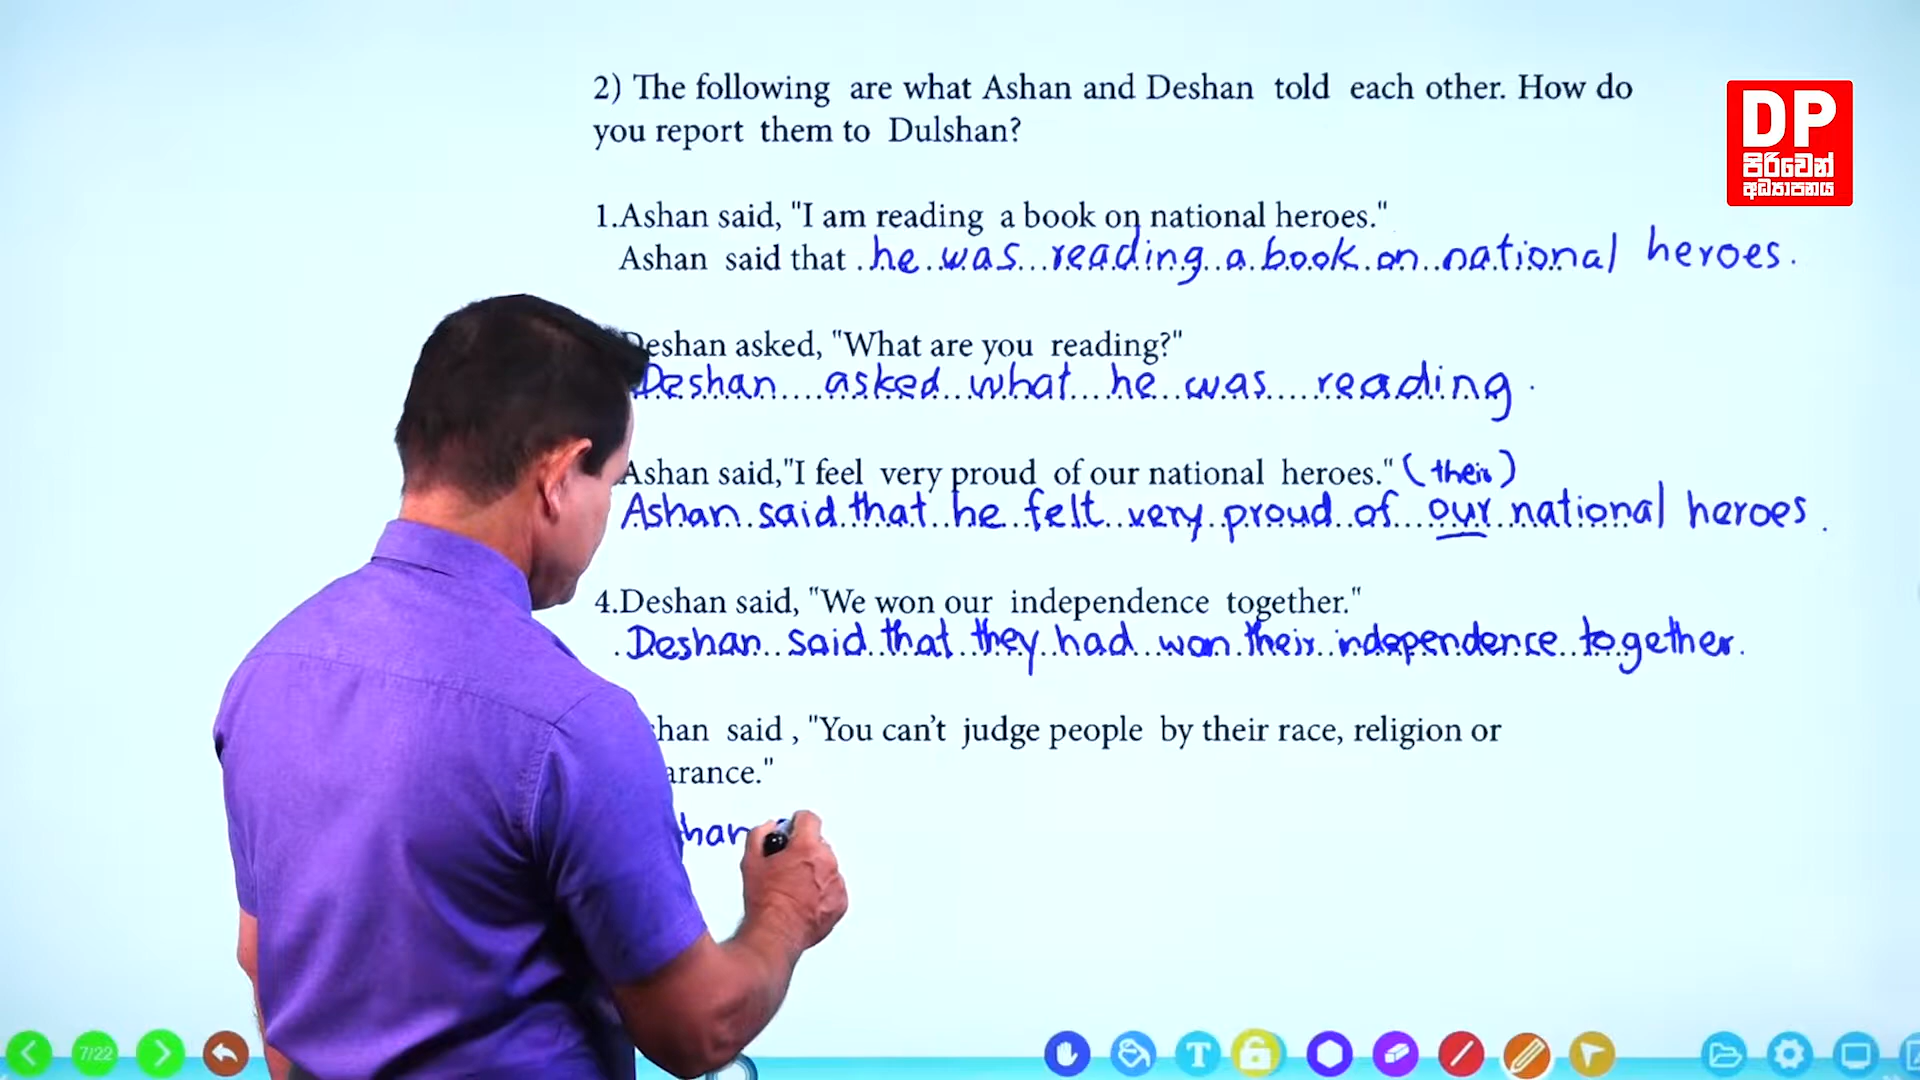 2) The following are what Ashan and Deshan told each other. How do
you report them to Dulshan?
DP
පිරිවෙන්
අධ්‍යාපනය
1.Ashan said, "I am reading a book on national heroes."
Ashan said that he was reading a book on national heroes.
Deshan asked, "What are you reading?"
Deshan asked what he was reading.
Ashan said,"I feel very proud of our national heroes." (their)
Ashan said that he felt very proud of our national heroes.
4.Deshan said, "We won our independence together."
Deshan said that they had won their independence together.
said , "You can't judge people by their race, religion or
7/22
T